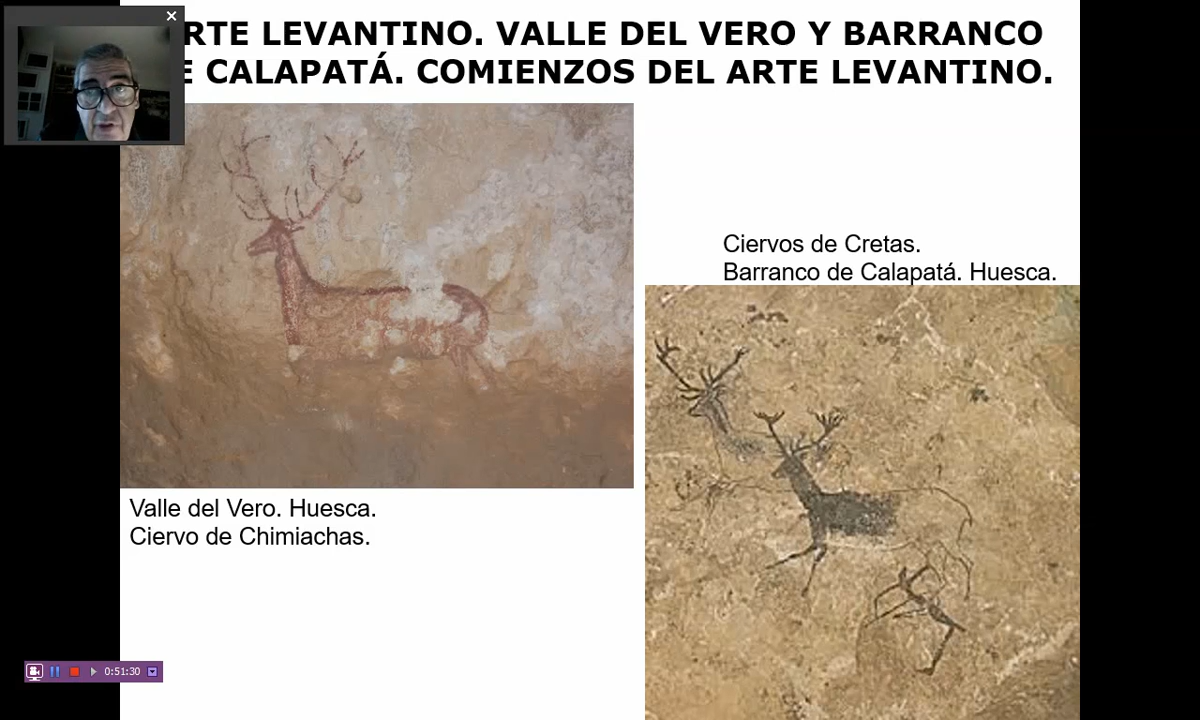 RTE LEVANTINO. VALLE DEL VERO Y BARRANCO
E CALAPATÁ. COMIENZOS DEL ARTE LEVANTINO.
Ciervos de Cretas.
Barranco de Calapatá. Huesca.
Valle del Vero. Huesca.
Ciervo de Chimiachas.
0:51:30